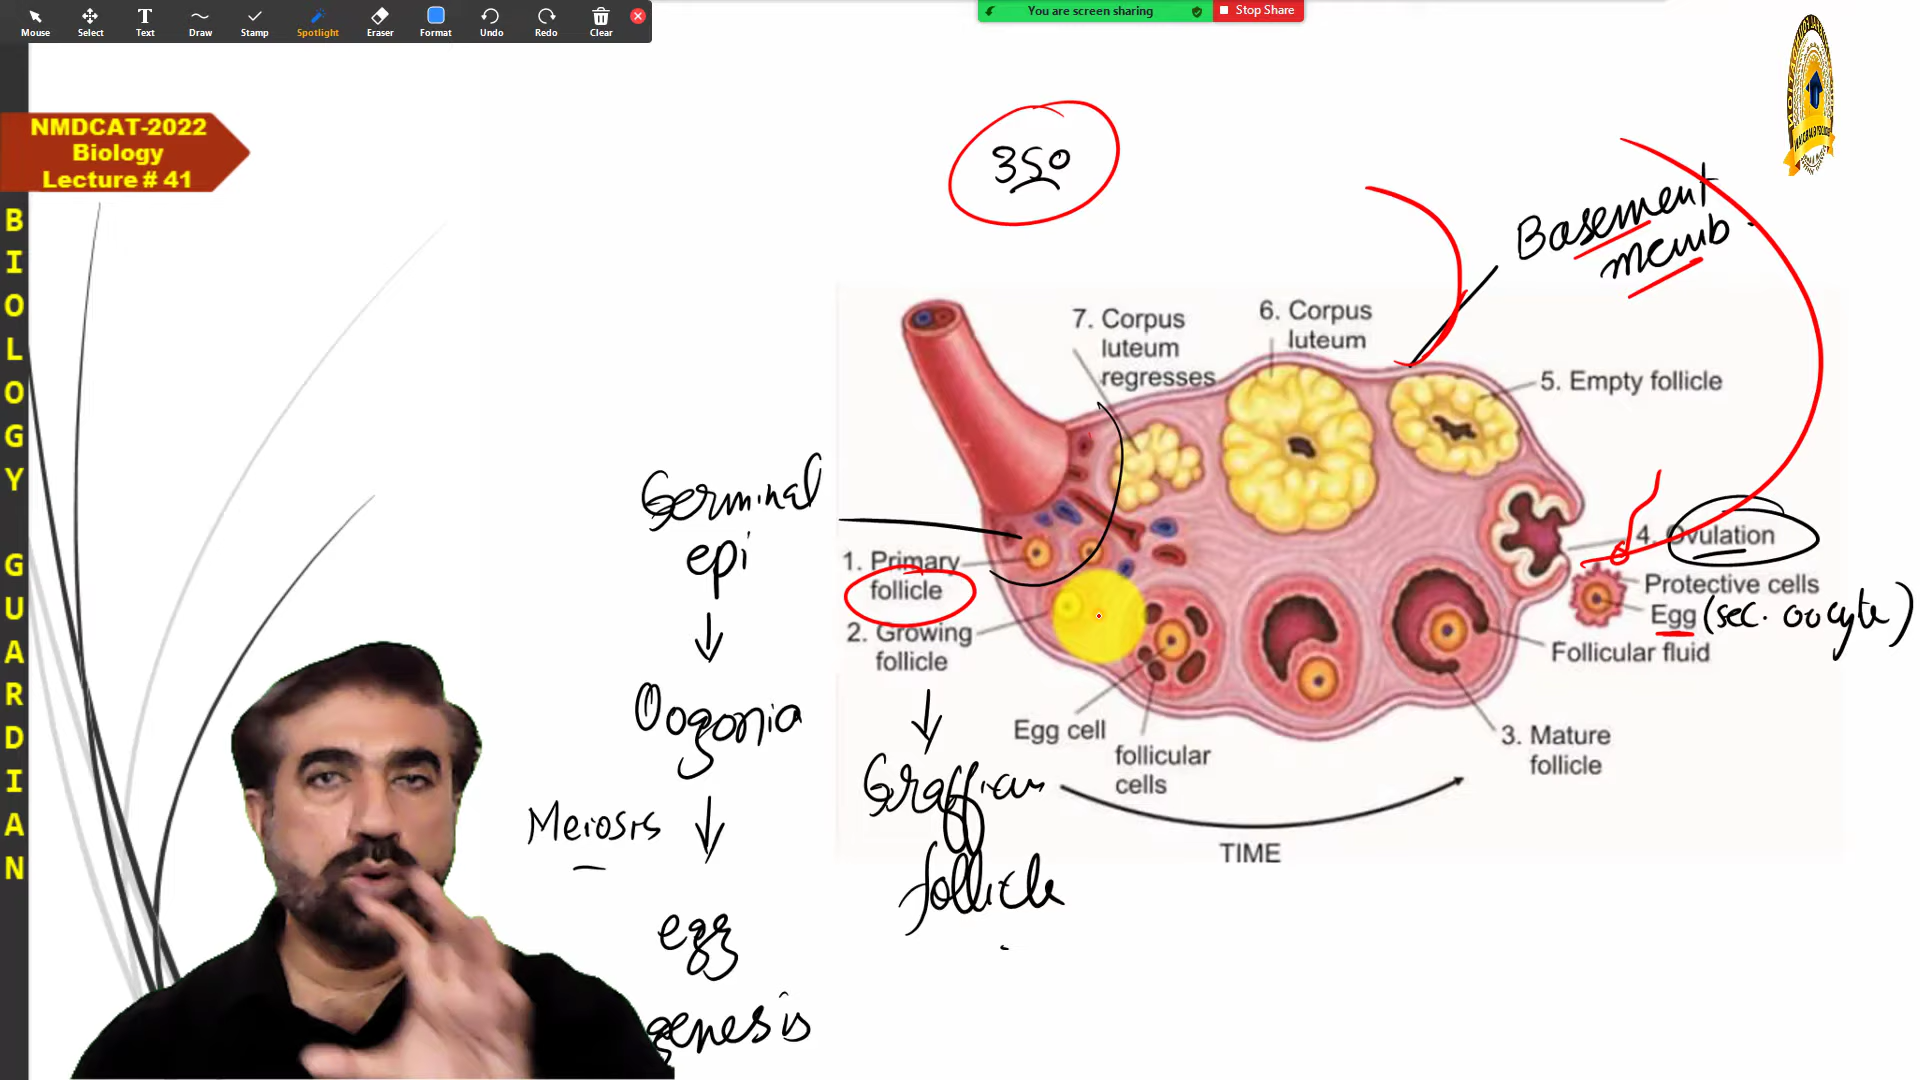 Mouse
Select
Text
Draw
Stamp
Spotlight
Eraser
Format
Undo
Redo
Clear
You are screen sharing
Stop Share
NMDCAT-2022
Biology
Lecture # 41
BIOLOGY GUARDIAN
350
Basement
memb
7. Corpus
luteum
regresses
6. Corpus
luteum
5. Empty follicle
4. Ovulation
Protective cells
Egg (sec. oocyte)
Follicular fluid
3. Mature
follicle
1. Primary
follicle
2. Growing
follicle
Egg cell
follicular
cells
TIME
Graffian
follicle
Germinal
epi
Oogonia
Meiosis
egg
genesis